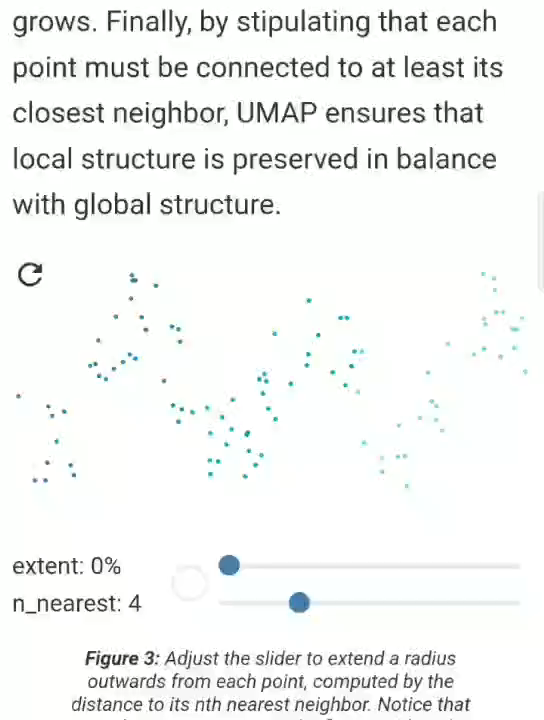 grows. Finally, by stipulating that each
point must be connected to at least its
closest neighbor, UMAP ensures that
local structure is preserved in balance
with global structure.
extent: 0%
n_nearest: 4
Figure 3: Adjust the slider to extend a radius
outwards from each point, computed by the
distance to its nth nearest neighbor. Notice that